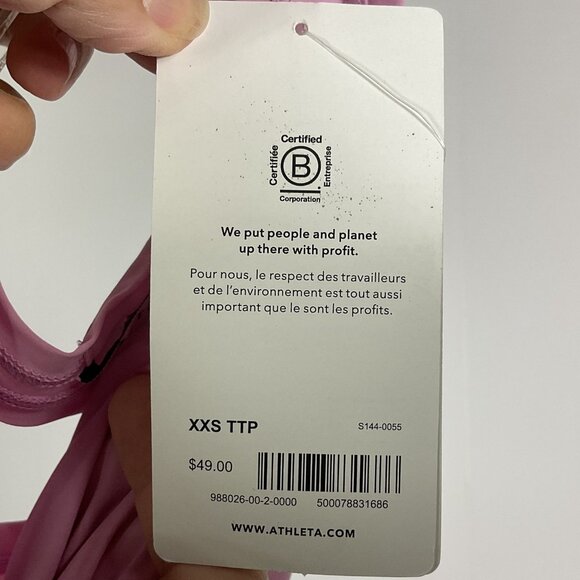 Certified
Certifiée
B
Entreprise
Corporation
We put people and planet
up there with profit.
Pour nous, le respect des travailleurs
et de l'environnement est tout aussi
important que le sont les profits.
XXS TTP
S144-0055
$49.00
988026-00-2-0000 500078831686
WWW.ATHLETA.COM